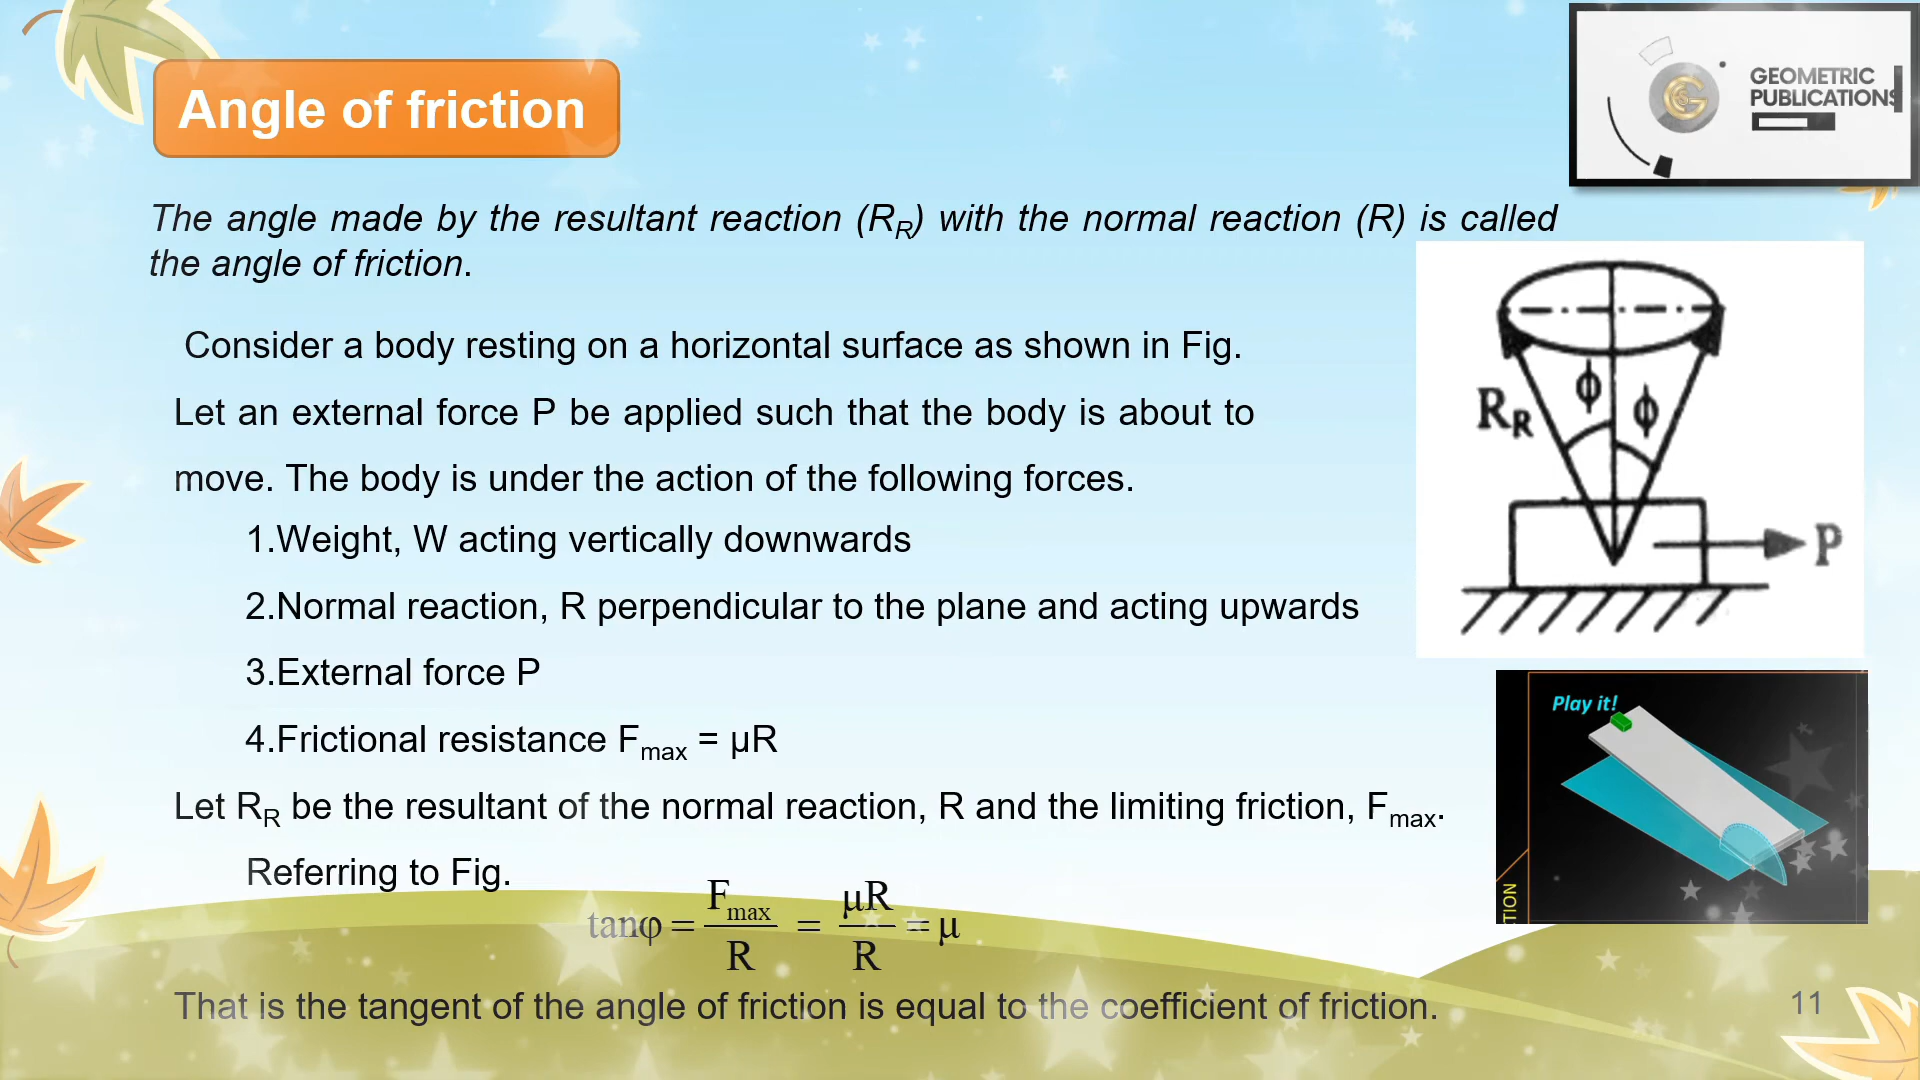 Angle of friction
GEOMETRIC
PUBLICATIONS
The angle made by the resultant reaction (RR) with the normal reaction (R) is called
the angle of friction.
Consider a body resting on a horizontal surface as shown in Fig.
Let an external force P be applied such that the body is about to
move. The body is under the action of the following forces.
1.Weight, W acting vertically downwards
2.Normal reaction, R perpendicular to the plane and acting upwards
3.External force P
4.Frictional resistance Fmax = μR
Let RR be the resultant of the normal reaction, R and the limiting friction, Fmax.
Referring to Fig.
tanφ = Fmax/R = μR/R = μ
That is the tangent of the angle of friction is equal to the coefficient of friction.
RR
ϕ
ϕ
P
Play it!
TION
11